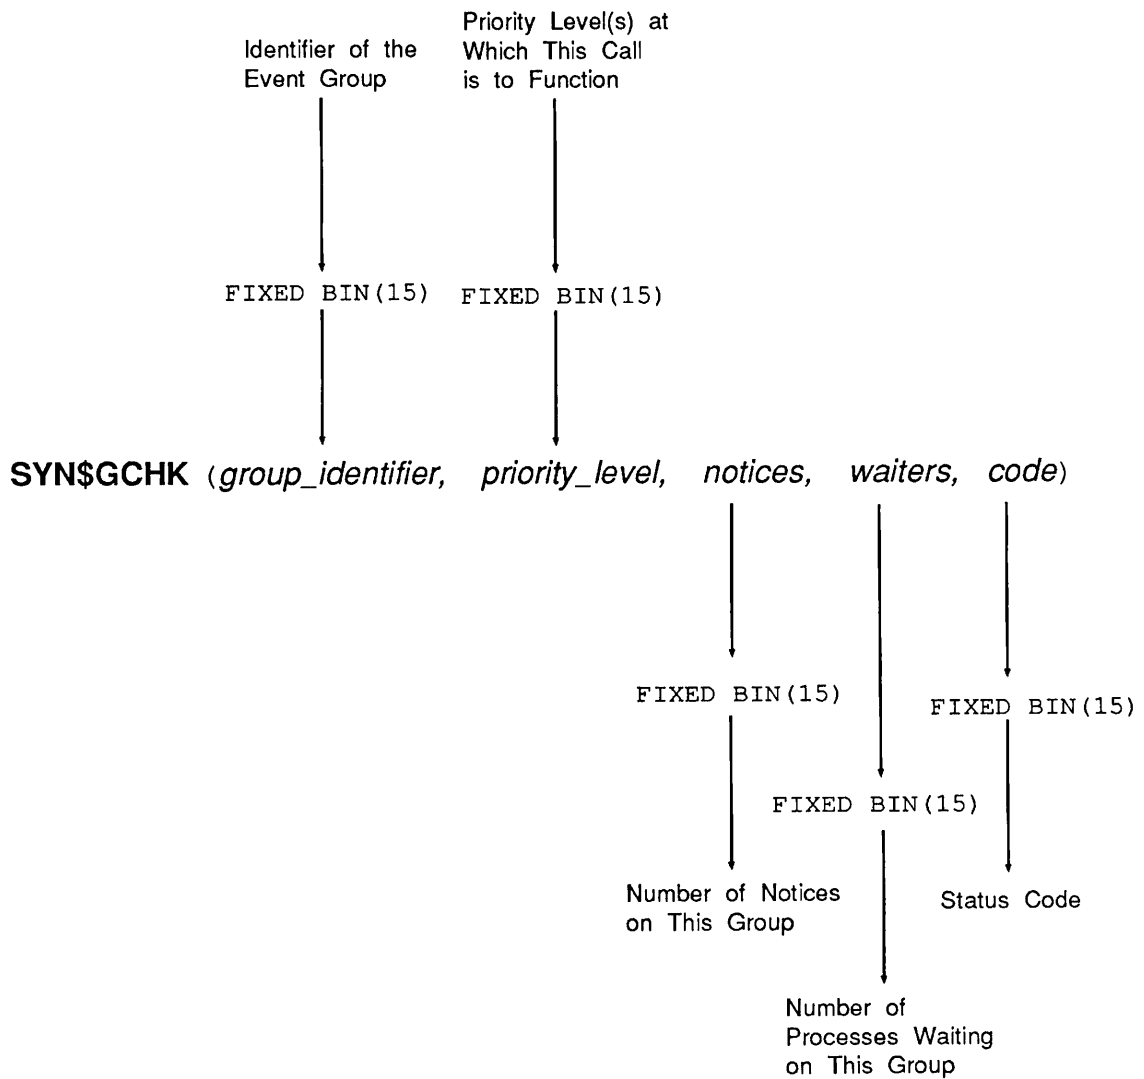 Identifier of the
Event Group
Priority Level(s) at
Which This Call
is to Function
FIXED BIN(15)
FIXED BIN(15)
SYN$GCHK (group_identifier, priority_level, notices, waiters, code)
FIXED BIN(15)
FIXED BIN(15)
FIXED BIN(15)
Number of Notices
on This Group
Status Code
Number of
Processes Waiting
on This Group